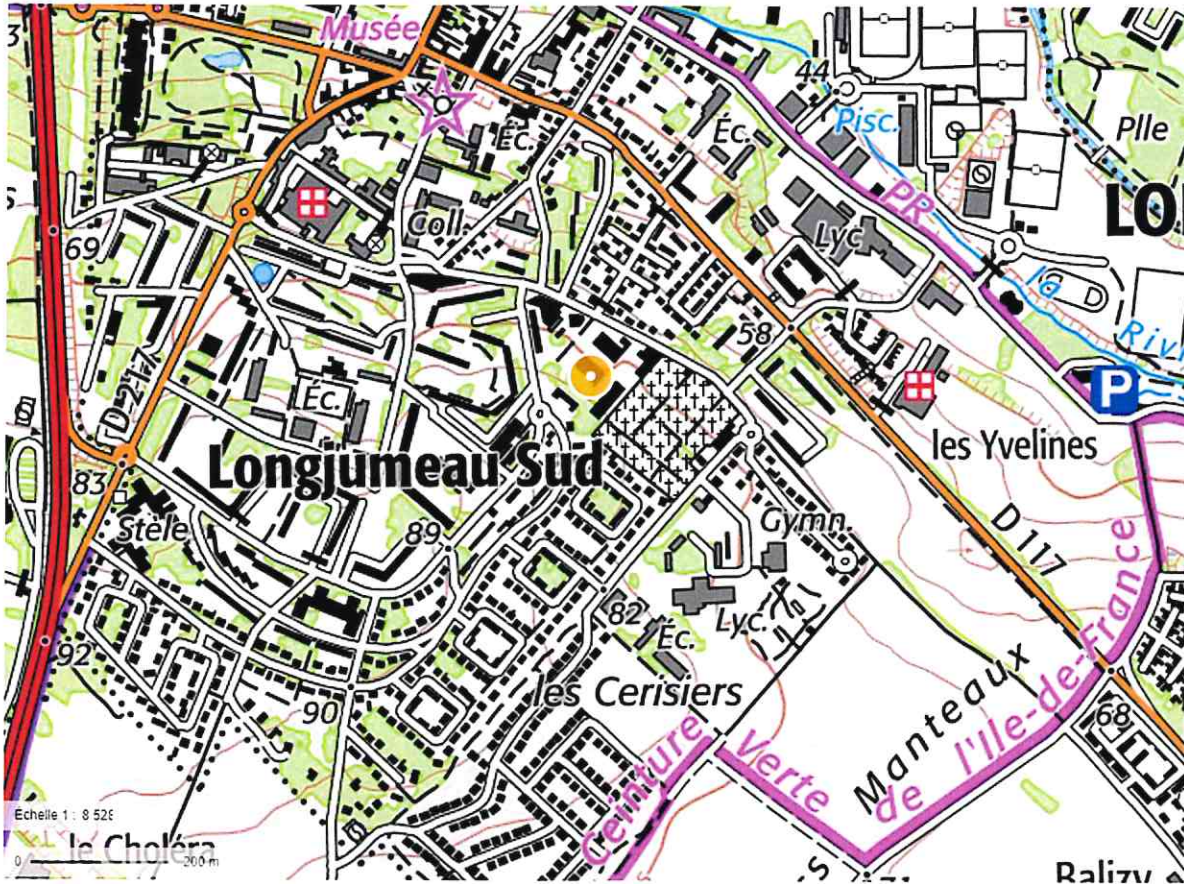 Musée
44
Pisc.
Éc.
Éc.
Plle
PR
LO
69
Coll.
Lyc
la
Rivi
58
P
D 217
Éc.
les Yvelines
Longjumeau Sud
83
Stèle
89
Gymn.
D 117
82
Éc.
Lyc.
92
90
les Cerisiers
Manteaux
68
Ceinture
Verte
de
l'Ile-de-France
Échelle 1 : 8 528
le Choléra
0
200 m
Balizy